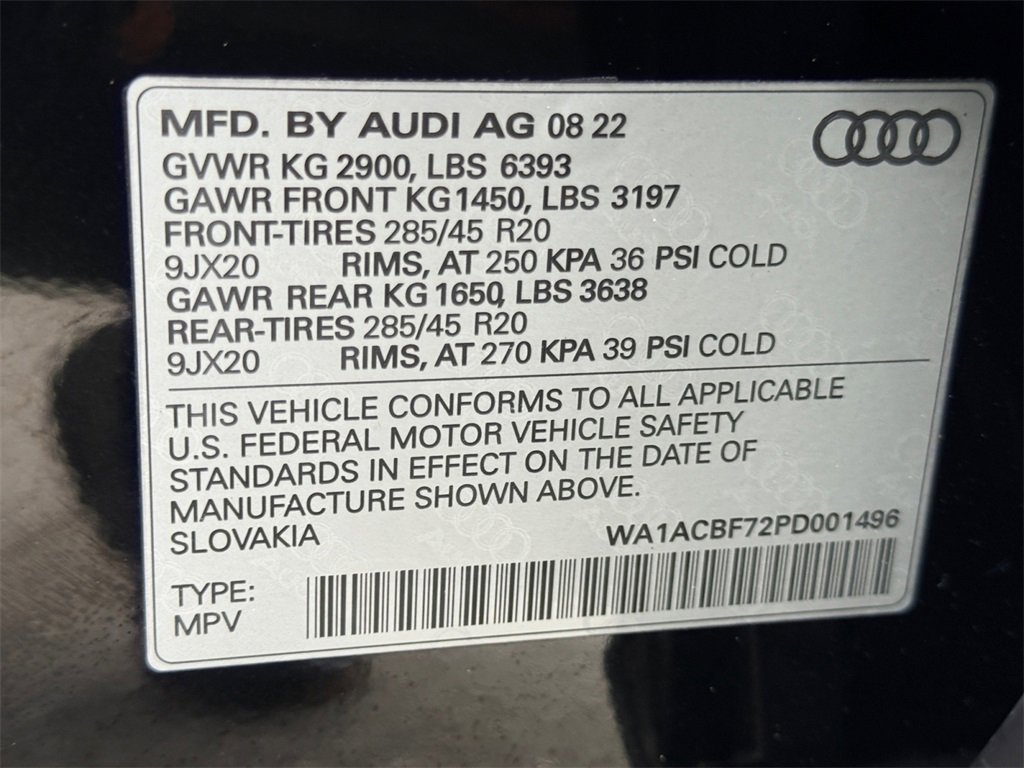 MFD. BY AUDI AG 08 22
GVWR KG 2900, LBS 6393
GAWR FRONT KG 1450, LBS 3197
FRONT-TIRES 285/45 R20
9JX20 RIMS, AT 250 KPA 36 PSI COLD
GAWR REAR KG 1650, LBS 3638
REAR-TIRES 285/45 R20
9JX20 RIMS, AT 270 KPA 39 PSI COLD
THIS VEHICLE CONFORMS TO ALL APPLICABLE
U.S. FEDERAL MOTOR VEHICLE SAFETY
STANDARDS IN EFFECT ON THE DATE OF
MANUFACTURE SHOWN ABOVE.
SLOVAKIA WA1ACBF72PD001496
TYPE:
MPV